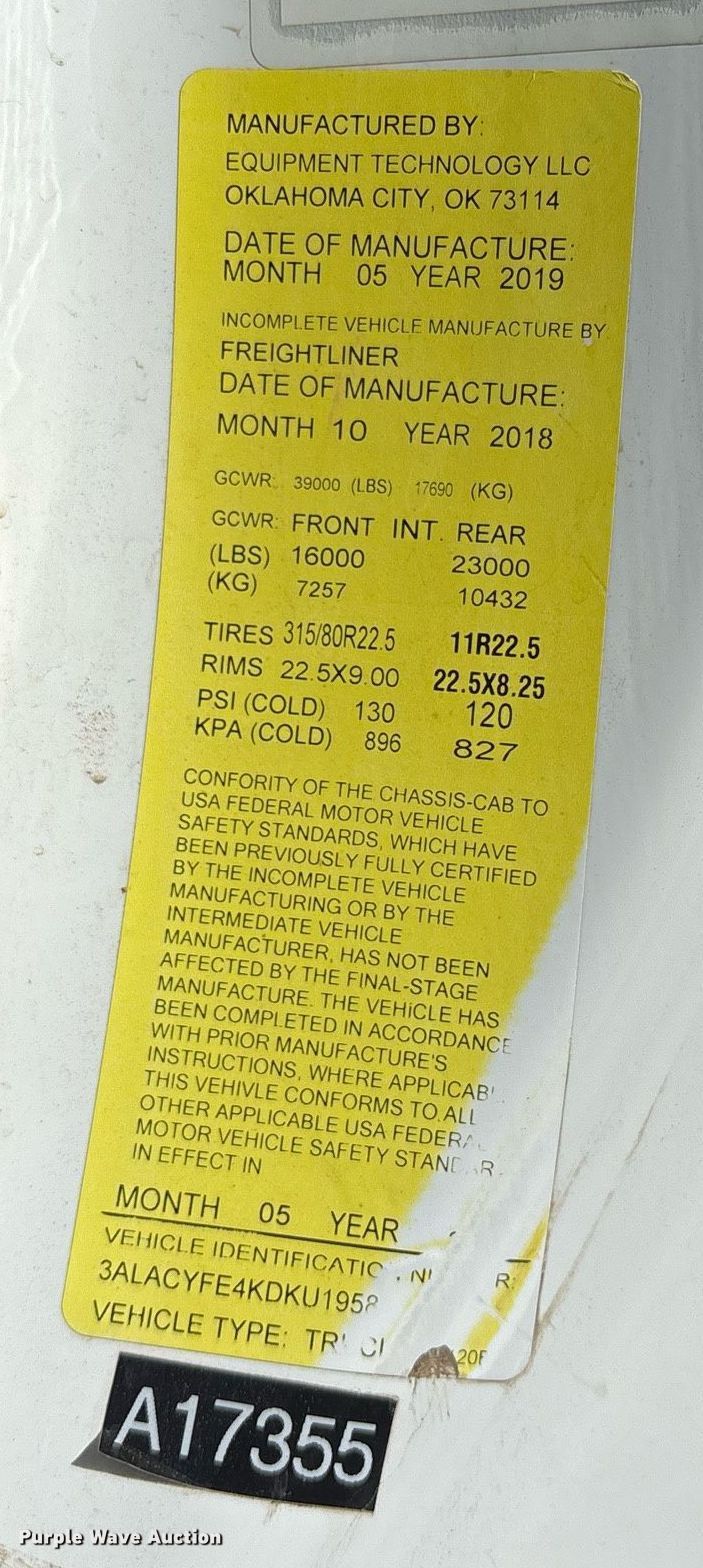 MANUFACTURED BY:
EQUIPMENT TECHNOLOGY LLC
OKLAHOMA CITY, OK 73114
DATE OF MANUFACTURE:
MONTH 05 YEAR 2019
INCOMPLETE VEHICLE MANUFACTURE BY
FREIGHTLINER
DATE OF MANUFACTURE:
MONTH 10 YEAR 2018
GCWR: 39000 (LBS) 17690 (KG)
GCWR: FRONT INT. REAR
(LBS) 16000 23000
(KG) 7257 10432
TIRES 315/80R22.5 11R22.5
RIMS 22.5X9.00 22.5X8.25
PSI (COLD) 130 120
KPA (COLD) 896 827
CONFORITY OF THE CHASSIS-CAB TO
USA FEDERAL MOTOR VEHICLE
SAFETY STANDARDS, WHICH HAVE
BEEN PREVIOUSLY FULLY CERTIFIED
BY THE INCOMPLETE VEHICLE
MANUFACTURING OR BY THE
INTERMEDIATE VEHICLE
MANUFACTURER, HAS NOT BEEN
AFFECTED BY THE FINAL-STAGE
MANUFACTURE. THE VEHICLE HAS
BEEN COMPLETED IN ACCORDANCE
WITH PRIOR MANUFACTURE'S
INSTRUCTIONS, WHERE APPLICAB
THIS VEHIVLE CONFORMS TO ALL
OTHER APPLICABLE USA FEDERA
MOTOR VEHICLE SAFETY STAN
IN EFFECT IN
MONTH 05 YEAR
VEHICLE IDENTIFICATIO R:
3ALACYFE4KDKU1958
VEHICLE TYPE:
A17355
Purple Wave Auction